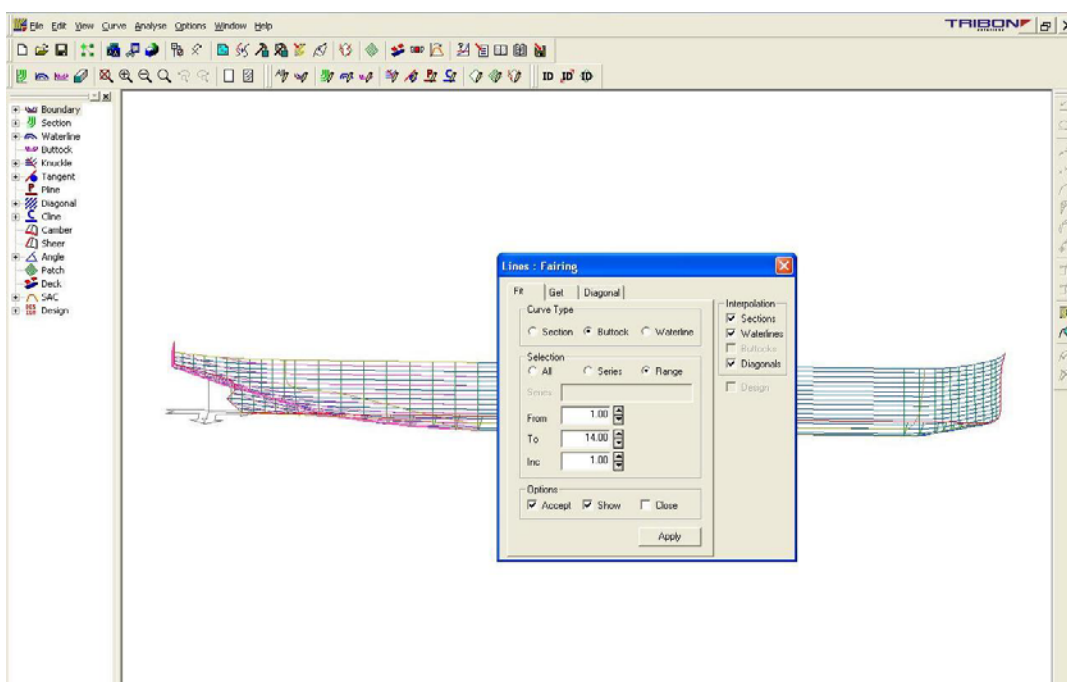 File Edit View Curve Analyse Options Window Help
TRIBON
ID ID ID
Boundary
Section
Waterline
Buttock
Knuckle
Tangent
P Pline
Diagonal
C Cline
Camber
Sheer
Angle
Patch
Deck
SAC
Design
Lines : Fairing
Fit Get Diagonal
Curve Type
Section Buttock Waterline
Selection
All Series Range
Series
From 1.00
To 14.00
Inc 1.00
Options
Accept Show Close
Apply
Interpolation
Sections
Waterlines
Buttocks
Diagonals
Design